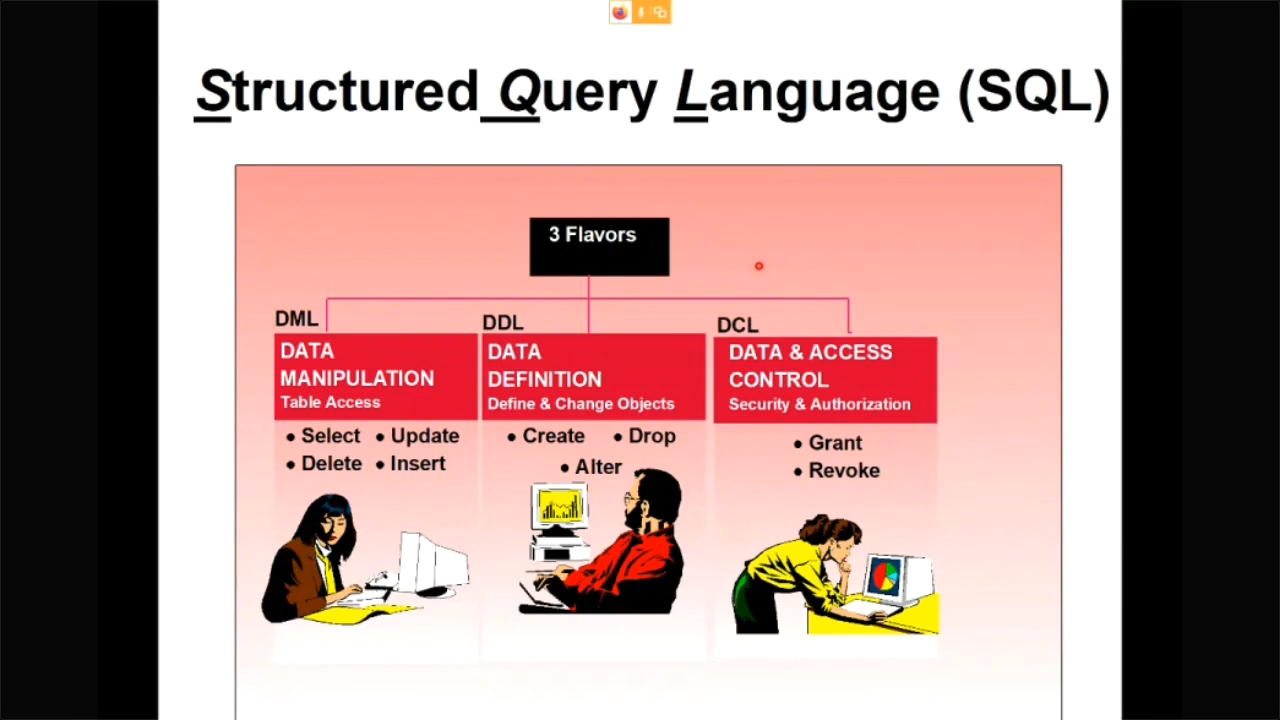 Structured Query Language (SQL)
3 Flavors
DML
DATA
MANIPULATION
Table Access
• Select • Update
• Delete • Insert
DDL
DATA
DEFINITION
Define & Change Objects
• Create • Drop
• Alter
DCL
DATA & ACCESS
CONTROL
Security & Authorization
• Grant
• Revoke